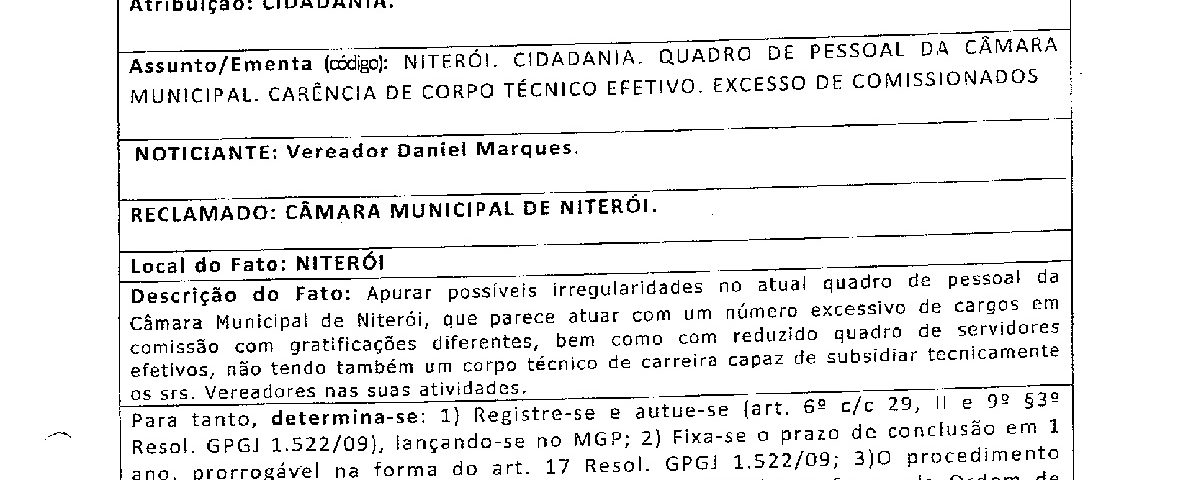 Atribuição: CIDADANIA.
Assunto/Ementa (código): NITERÓI. CIDADANIA. QUADRO DE PESSOAL DA CÂMARA
MUNICIPAL. CARÊNCIA DE CORPO TÉCNICO EFETIVO. EXCESSO DE COMISSIONADOS
NOTICIANTE: Vereador Daniel Marques.
RECLAMADO: CÂMARA MUNICIPAL DE NITERÓI.
Local do Fato: NITERÓI
Descrição do Fato: Apurar possíveis irregularidades no atual quadro de pessoal da
Câmara Municipal de Niterói, que parece atuar com um número excessivo de cargos em
comissão com gratificações diferentes, bem como com reduzido quadro de servidores
efetivos, não tendo também um corpo técnico de carreira capaz de subsidiar tecnicamente
os srs. Vereadores nas suas atividades.
Para tanto, determina-se: 1) Registre-se e autue-se (art. 6º c/c 29, II e 9º §3º
Resol. GPGJ 1.522/09), lançando-se no MGP; 2) Fixa-se o prazo de conclusão em 1
ano, prorrogável na forma do art. 17 Resol. GPGJ 1.522/09; 3)O procedimento
Ordem de